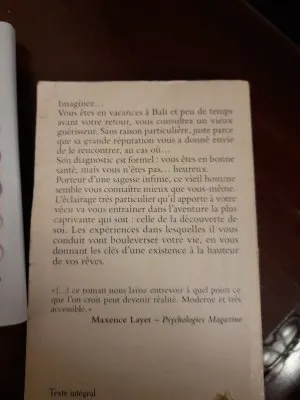 Imaginez...
Vous êtes en vacances à Bali et peu de temps
avant votre retour, vous consultez un vieux
guérisseur. Sans raison particulière, juste parce
que sa grande réputation vous a donné envie
de le rencontrer, au cas où...
Son diagnostic est formel : vous êtes en bonne
santé, mais vous n'êtes pas... heureux.
Porteur d'une sagesse infinie, ce vieil homme
semble vous connaître mieux que vous-même.
L'éclairage très particulier qu'il apporte à votre
vécu va vous entraîner dans l'aventure la plus
captivante qui soit : celle de la découverte de
soi. Les expériences dans lesquelles il vous
conduit vont bouleverser votre vie, en vous
donnant les clés d'une existence à la hauteur
de vos rêves.
«(...) ce roman nous laisse entrevoir à quel point ce
que l'on croit peut devenir réalité. Moderne et très
accessible.»
Maxence Layet – Psychologies Magazine
Texte intégral